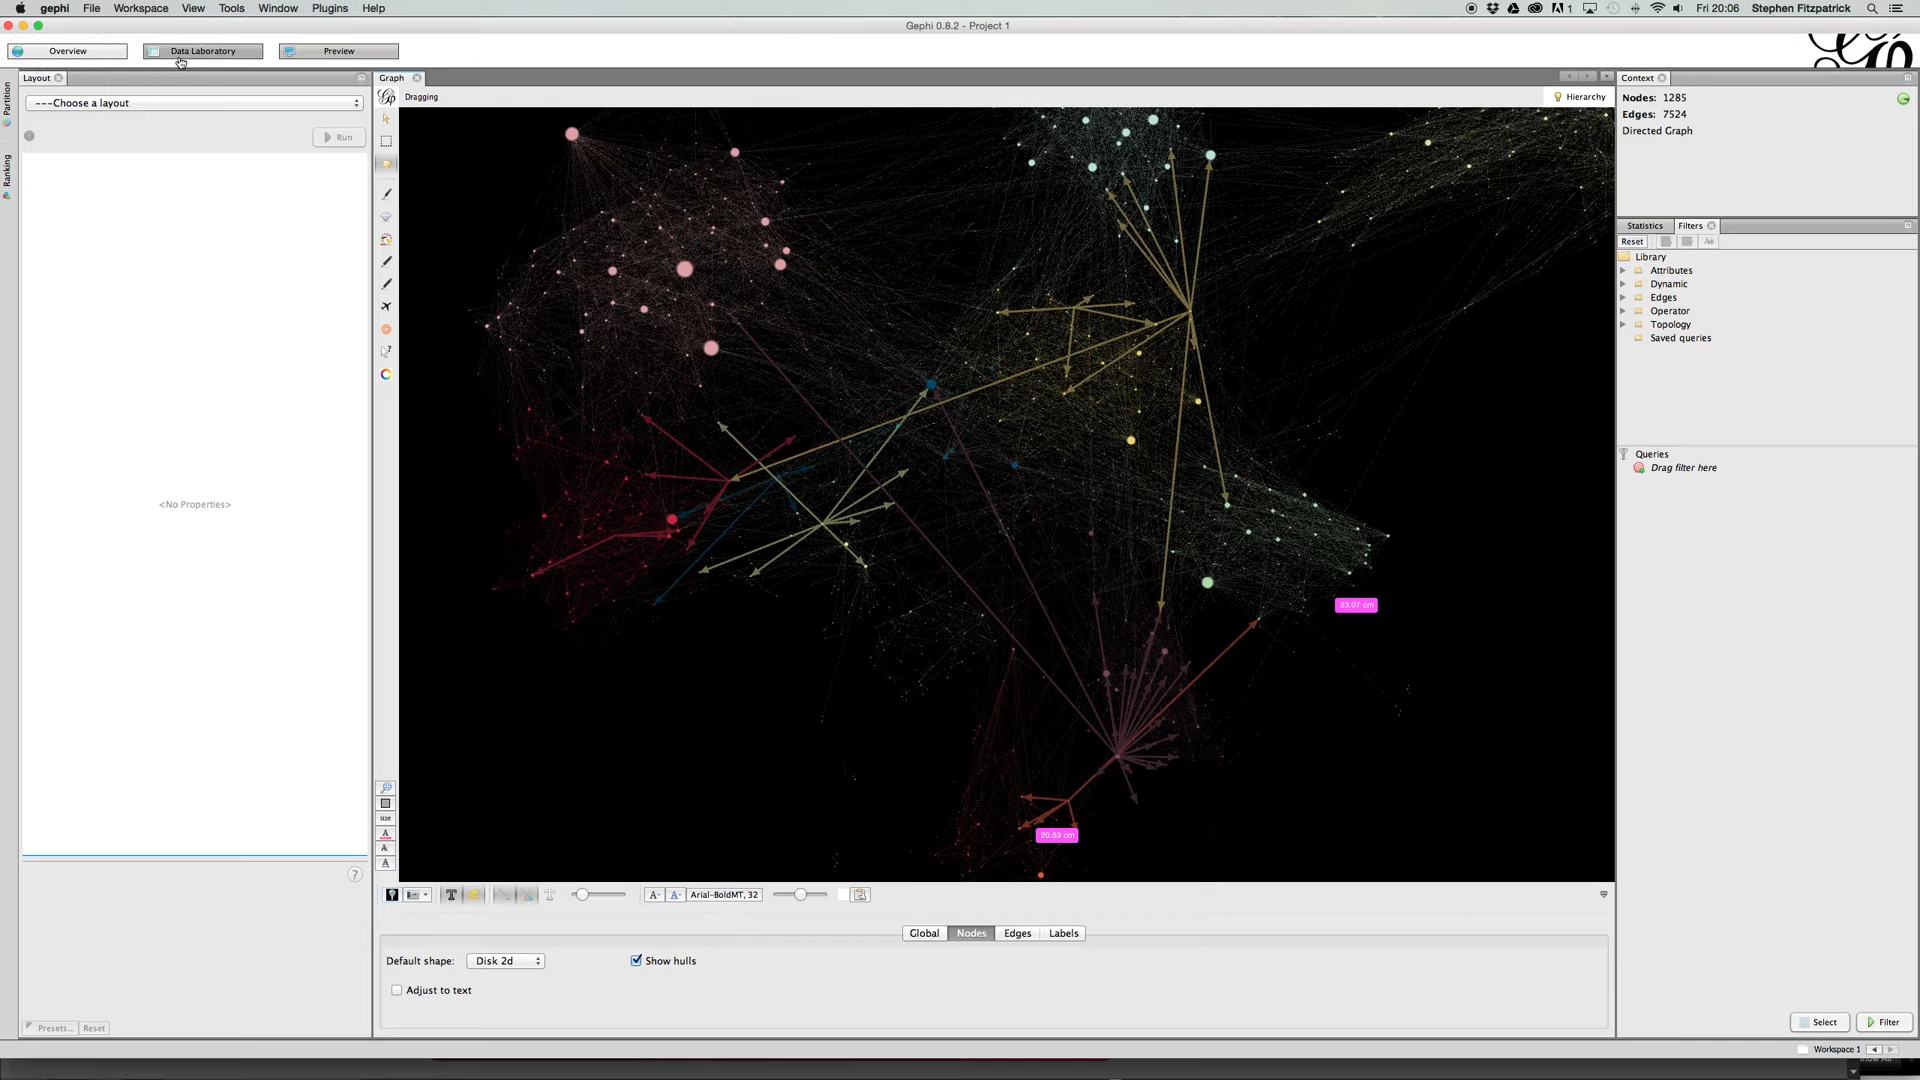 gephi File Workspace View Tools Window Plugins Help
1 Fri 20:06 Stephen Fitzpatrick
Gephi 0.8.2 - Project 1
Overview Data Laboratory Preview
Layout
Graph
Context
Partition
Ranking
---Choose a layout
Run
<No Properties>
Presets... Reset
Dragging
Hierarchy
Nodes: 1285
Edges: 7524
Directed Graph
Statistics Filters
Reset
Library
Attributes
Dynamic
Edges
Operator
Topology
Saved queries
Queries
Drag filter here
23.07 cm
20.53 cm
size
Arial-BoldMT, 32
Global Nodes Edges Labels
Default shape: Disk 2d Show hulls
Adjust to text
Select Filter
Workspace 1